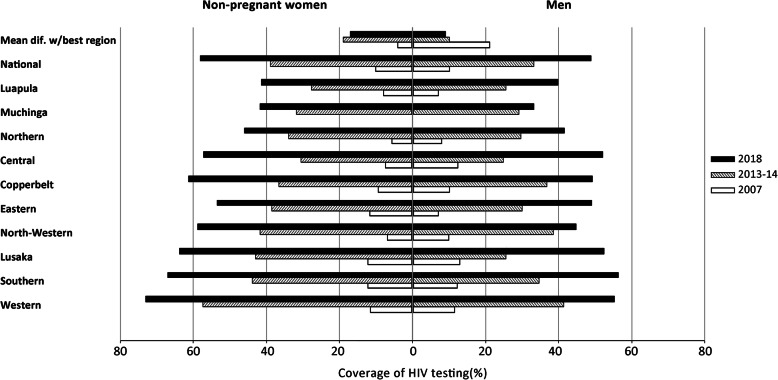 Non-pregnant women Men
Mean dif. w/best region
National
Luapula
Muchinga
Northern
Central
Copperbelt
Eastern
North-Western
Lusaka
Southern
Western
2018
2013-14
2007
80 60 40 20 0 20 40 60 80
Coverage of HIV testing(%)